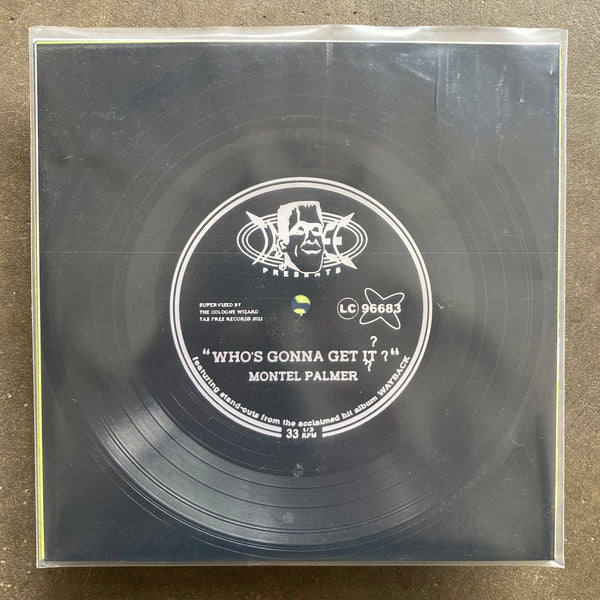 PRESENTS
SUPERVISED BY
THE COLOGNE WIZARD
TAX FREE RECORDS 2022
LC 96683
?
"WHO'S GONNA GET IT ?"
?
MONTEL PALMER
featuring stand-outs from the acclaimed hit album WAYBACK
33 1/3
RPM